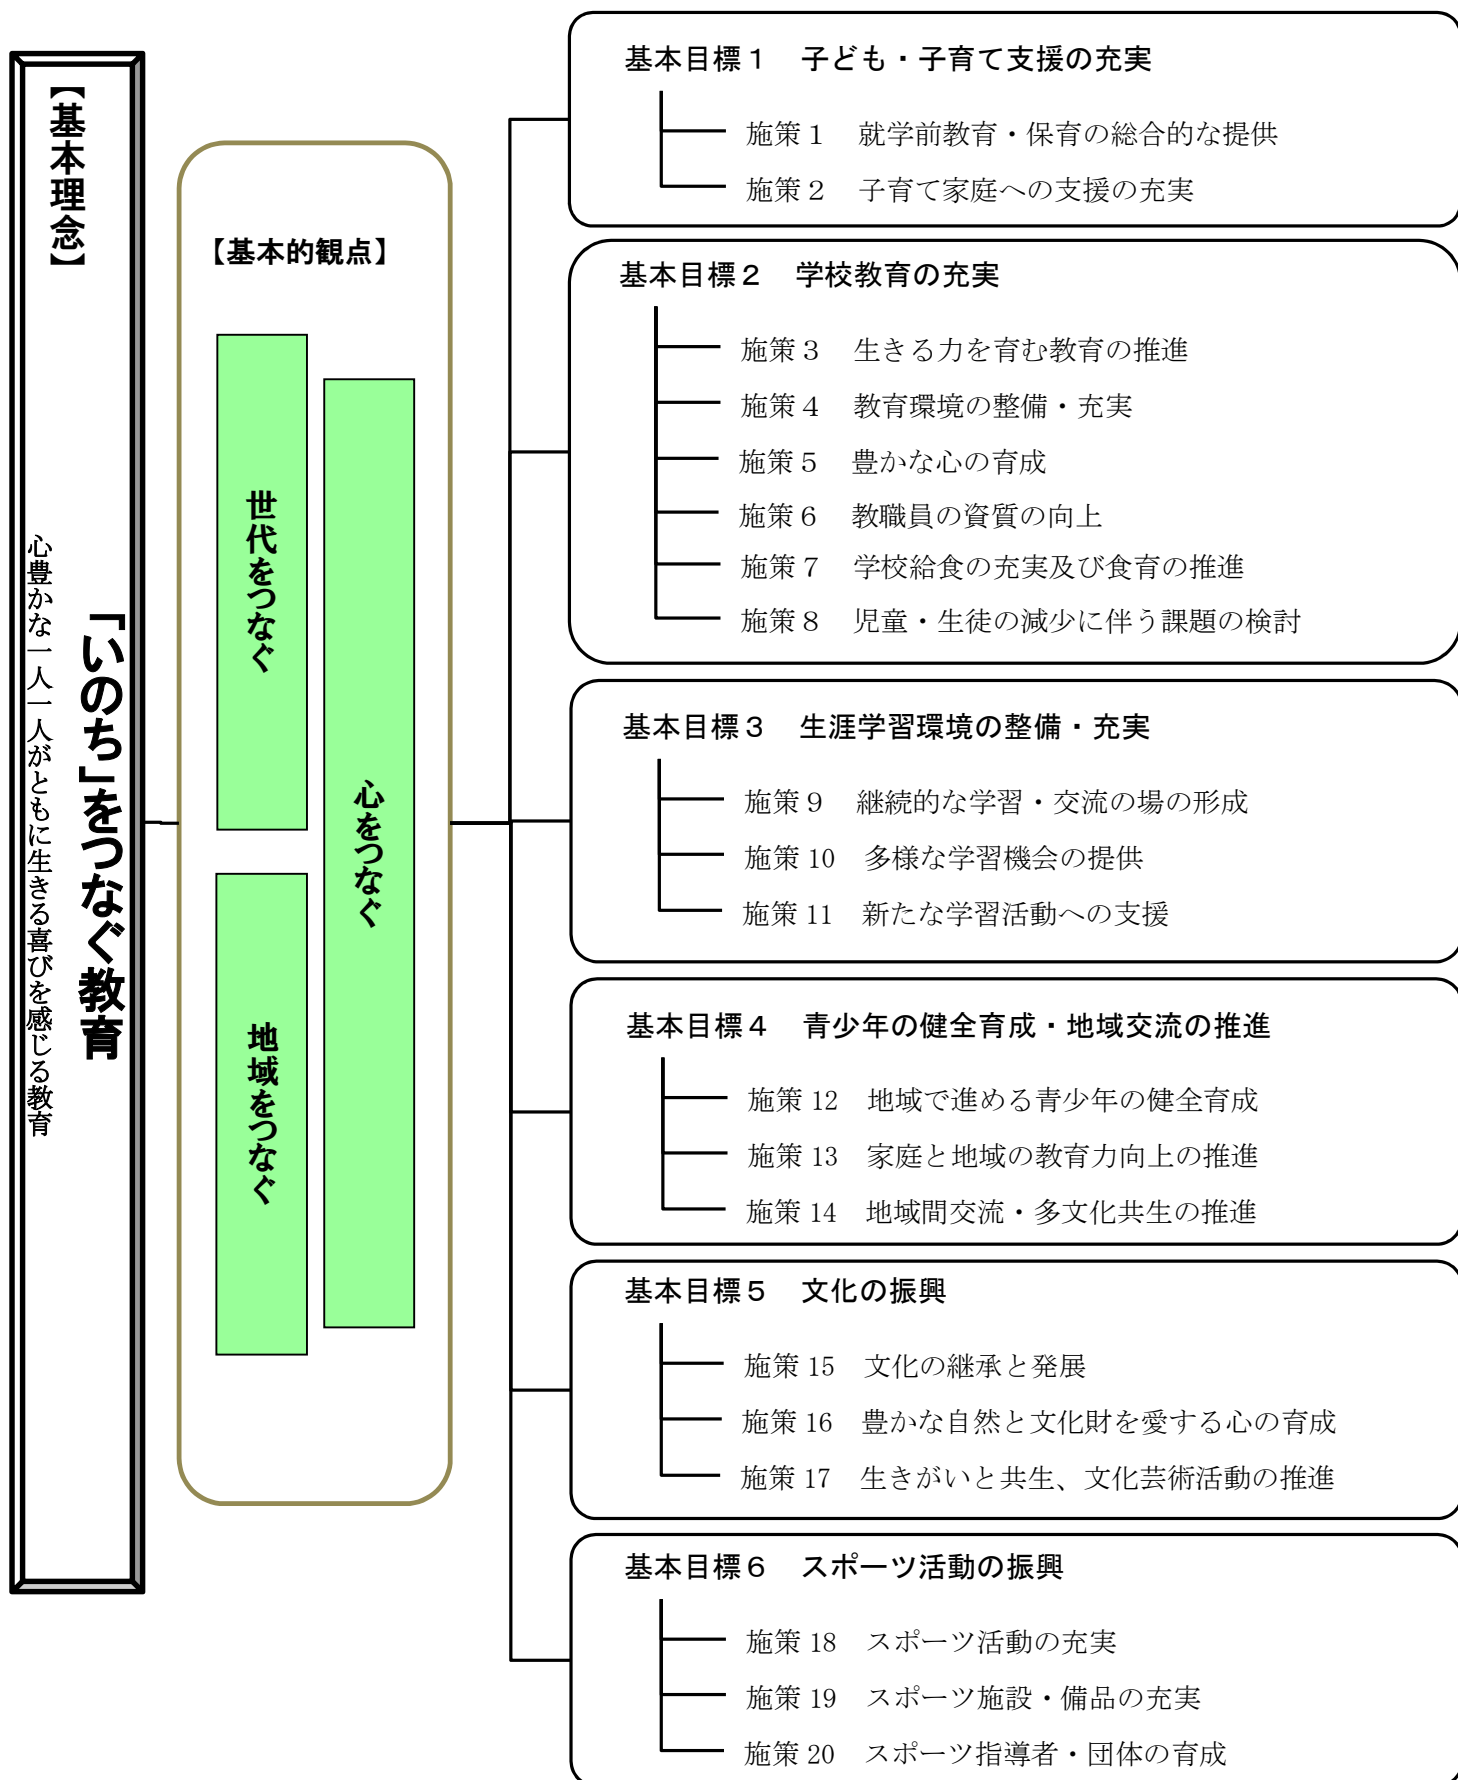 【基本理念】
「いのち」をつなぐ教育
心豊かな一人一人がともに生きる喜びを感じる教育
【基本的観点】
世代をつなぐ
心をつなぐ
地域をつなぐ
基本目標１　子ども・子育て支援の充実
施策１　就学前教育・保育の総合的な提供
施策２　子育て家庭への支援の充実
基本目標２　学校教育の充実
施策３　生きる力を育む教育の推進
施策４　教育環境の整備・充実
施策５　豊かな心の育成
施策６　教職員の資質の向上
施策７　学校給食の充実及び食育の推進
施策８　児童・生徒の減少に伴う課題の検討
基本目標３　生涯学習環境の整備・充実
施策９　継続的な学習・交流の場の形成
施策 10　多様な学習機会の提供
施策 11　新たな学習活動への支援
基本目標４　青少年の健全育成・地域交流の推進
施策 12　地域で進める青少年の健全育成
施策 13　家庭と地域の教育力向上の推進
施策 14　地域間交流・多文化共生の推進
基本目標５　文化の振興
施策 15　文化の継承と発展
施策 16　豊かな自然と文化財を愛する心の育成
施策 17　生きがいと共生、文化芸術活動の推進
基本目標６　スポーツ活動の振興
施策 18　スポーツ活動の充実
施策 19　スポーツ施設・備品の充実
施策 20　スポーツ指導者・団体の育成